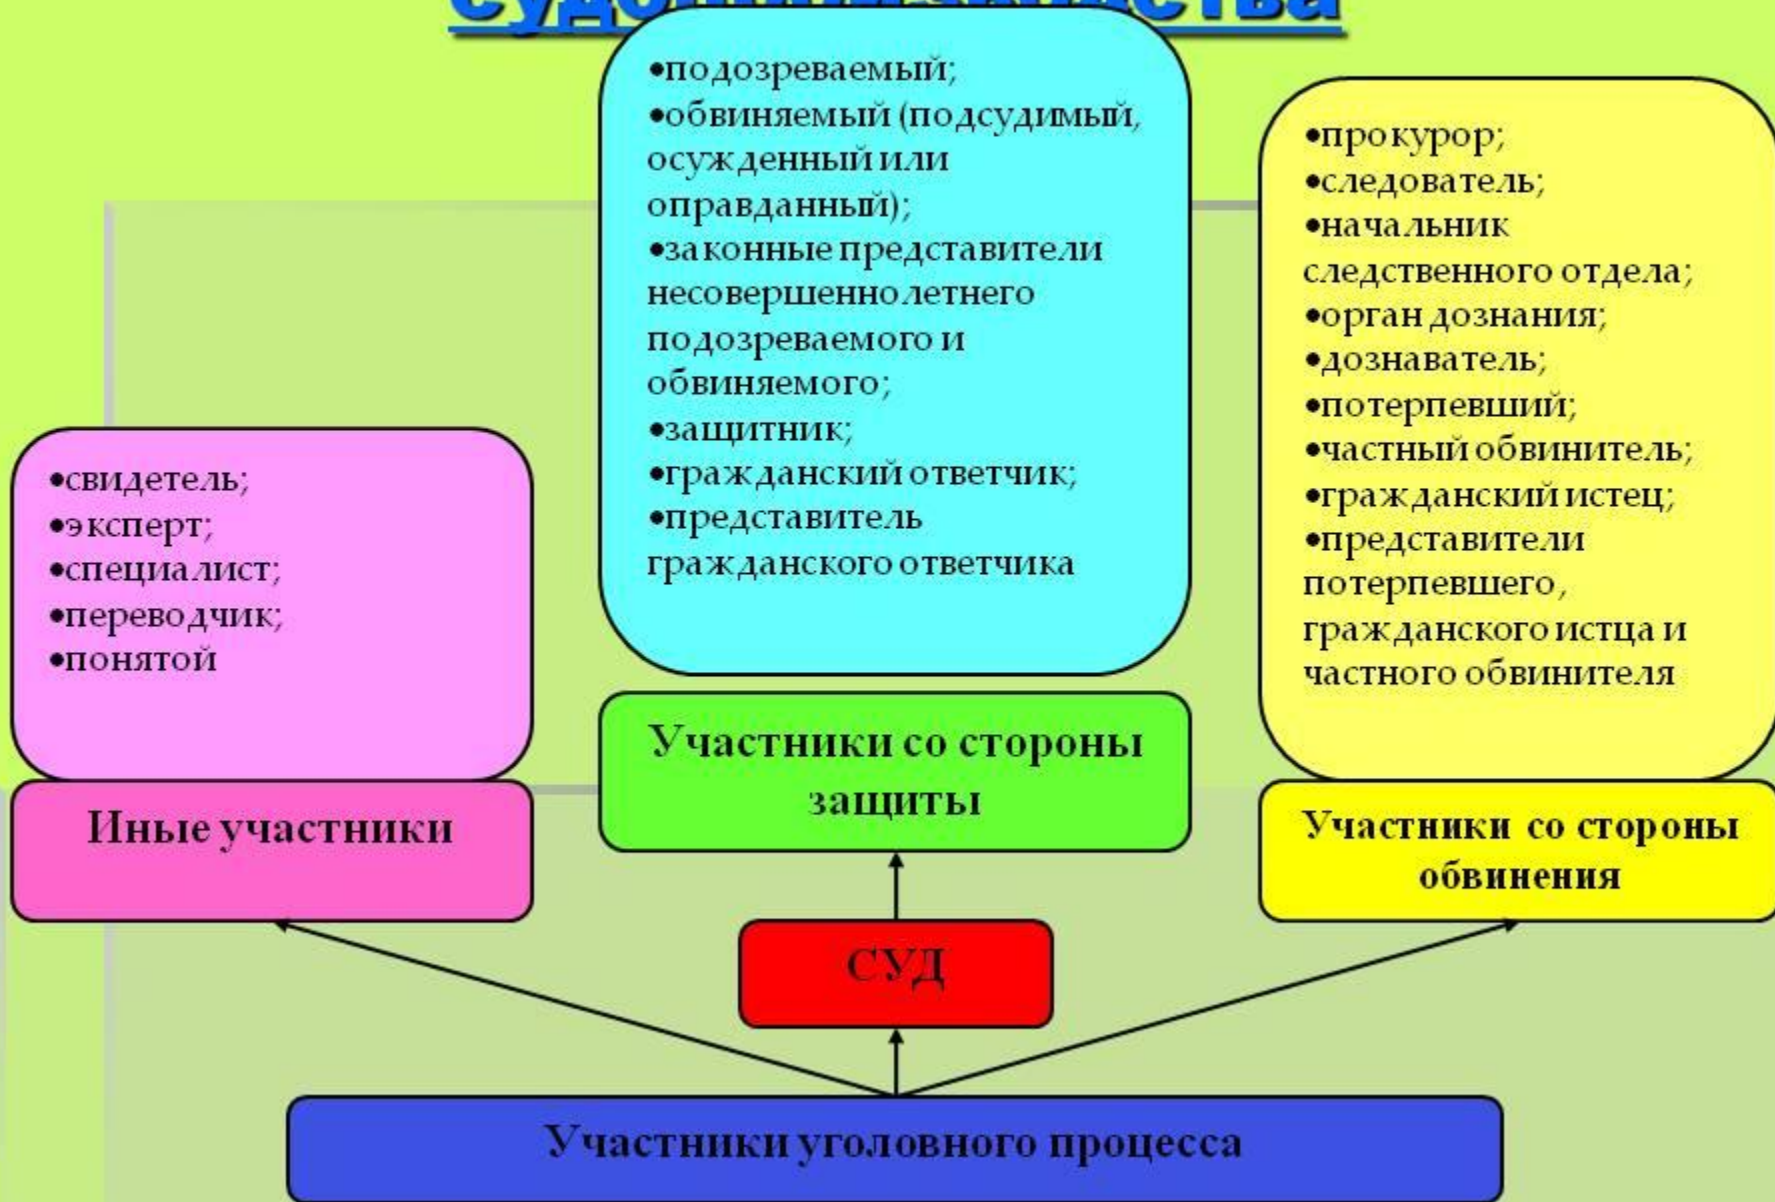 •подозреваемый;
•обвиняемый (подсудимый,
осужденный или
оправданный);
•законные представители
несовершеннолетнего
подозреваемого и
обвиняемого;
•защитник;
•гражданский ответчик;
•представитель
гражданского ответчика
•прокурор;
•следователь;
•начальник
следственного отдела;
•орган дознания;
•дознаватель;
•потерпевший;
•частный обвинитель;
•гражданский истец;
•представители
потерпевшего,
гражданского истца и
частного обвинителя
•свидетель;
•эксперт;
•специалист;
•переводчик;
•понятой
Участники со стороны
защиты
Иные участники
Участники со стороны
обвинения
СУД
Участники уголовного процесса